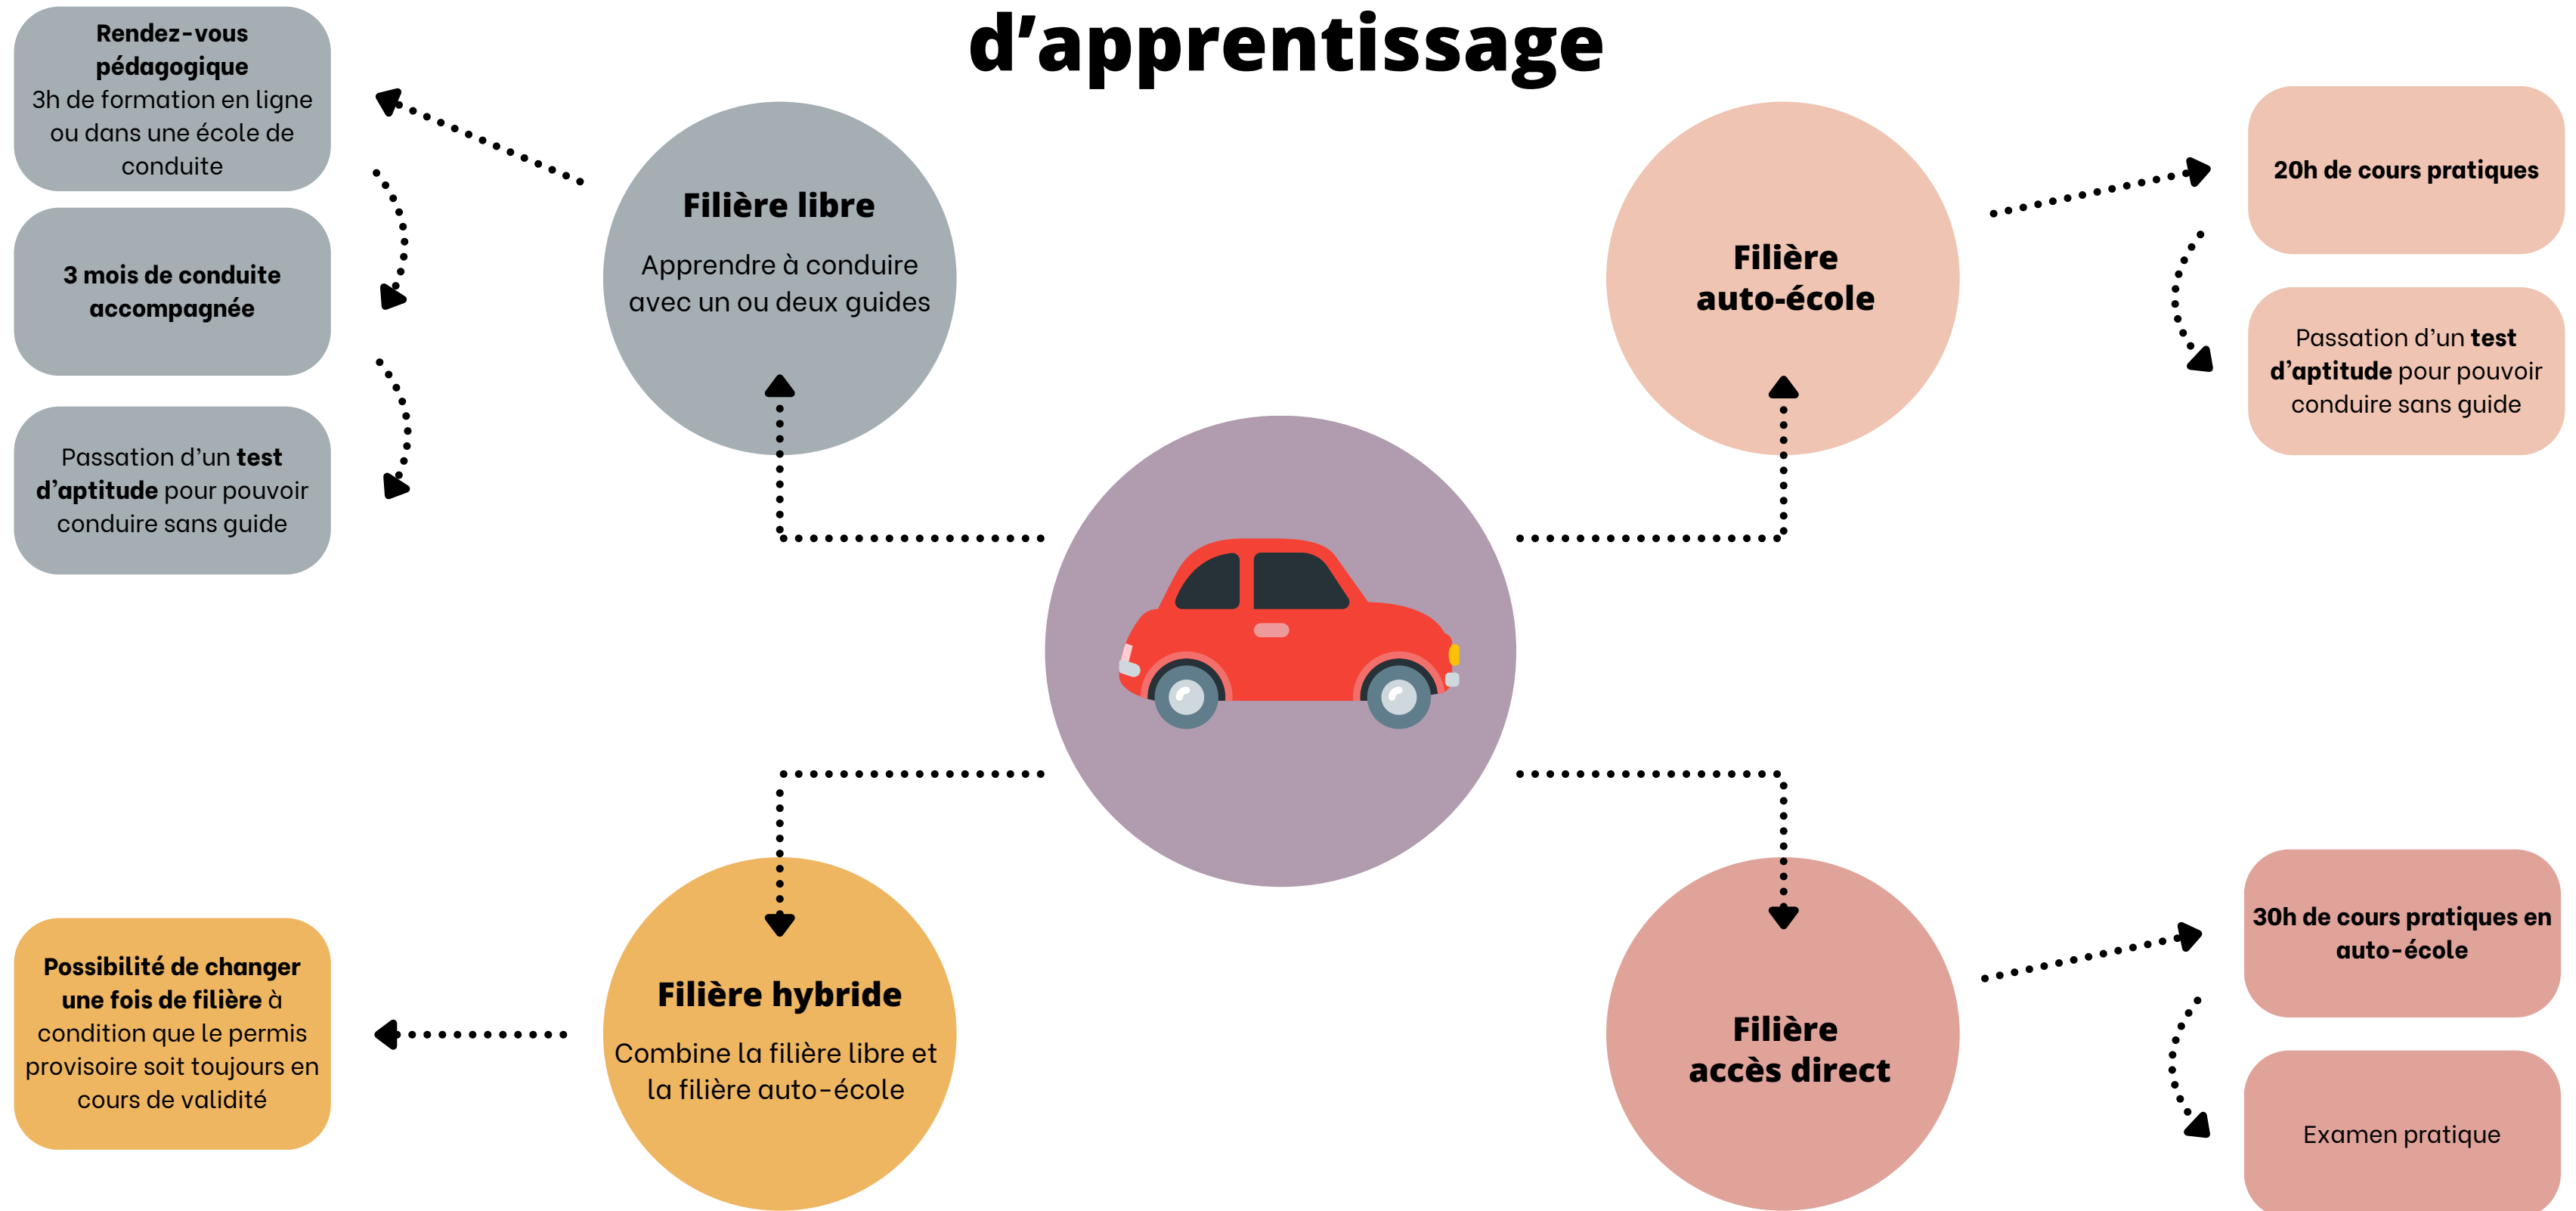 d’apprentissage
Rendez-vous
pédagogique
3h de formation en ligne
ou dans une école de
conduite
3 mois de conduite
accompagnée
Passation d’un test
d’aptitude pour pouvoir
conduire sans guide
Filière libre
Apprendre à conduire
avec un ou deux guides
Filière
auto-école
20h de cours pratiques
Passation d’un test
d’aptitude pour pouvoir
conduire sans guide
Possibilité de changer
une fois de filière à
condition que le permis
provisoire soit toujours en
cours de validité
Filière hybride
Combine la filière libre et
la filière auto-école
Filière
accès direct
30h de cours pratiques en
auto-école
Examen pratique